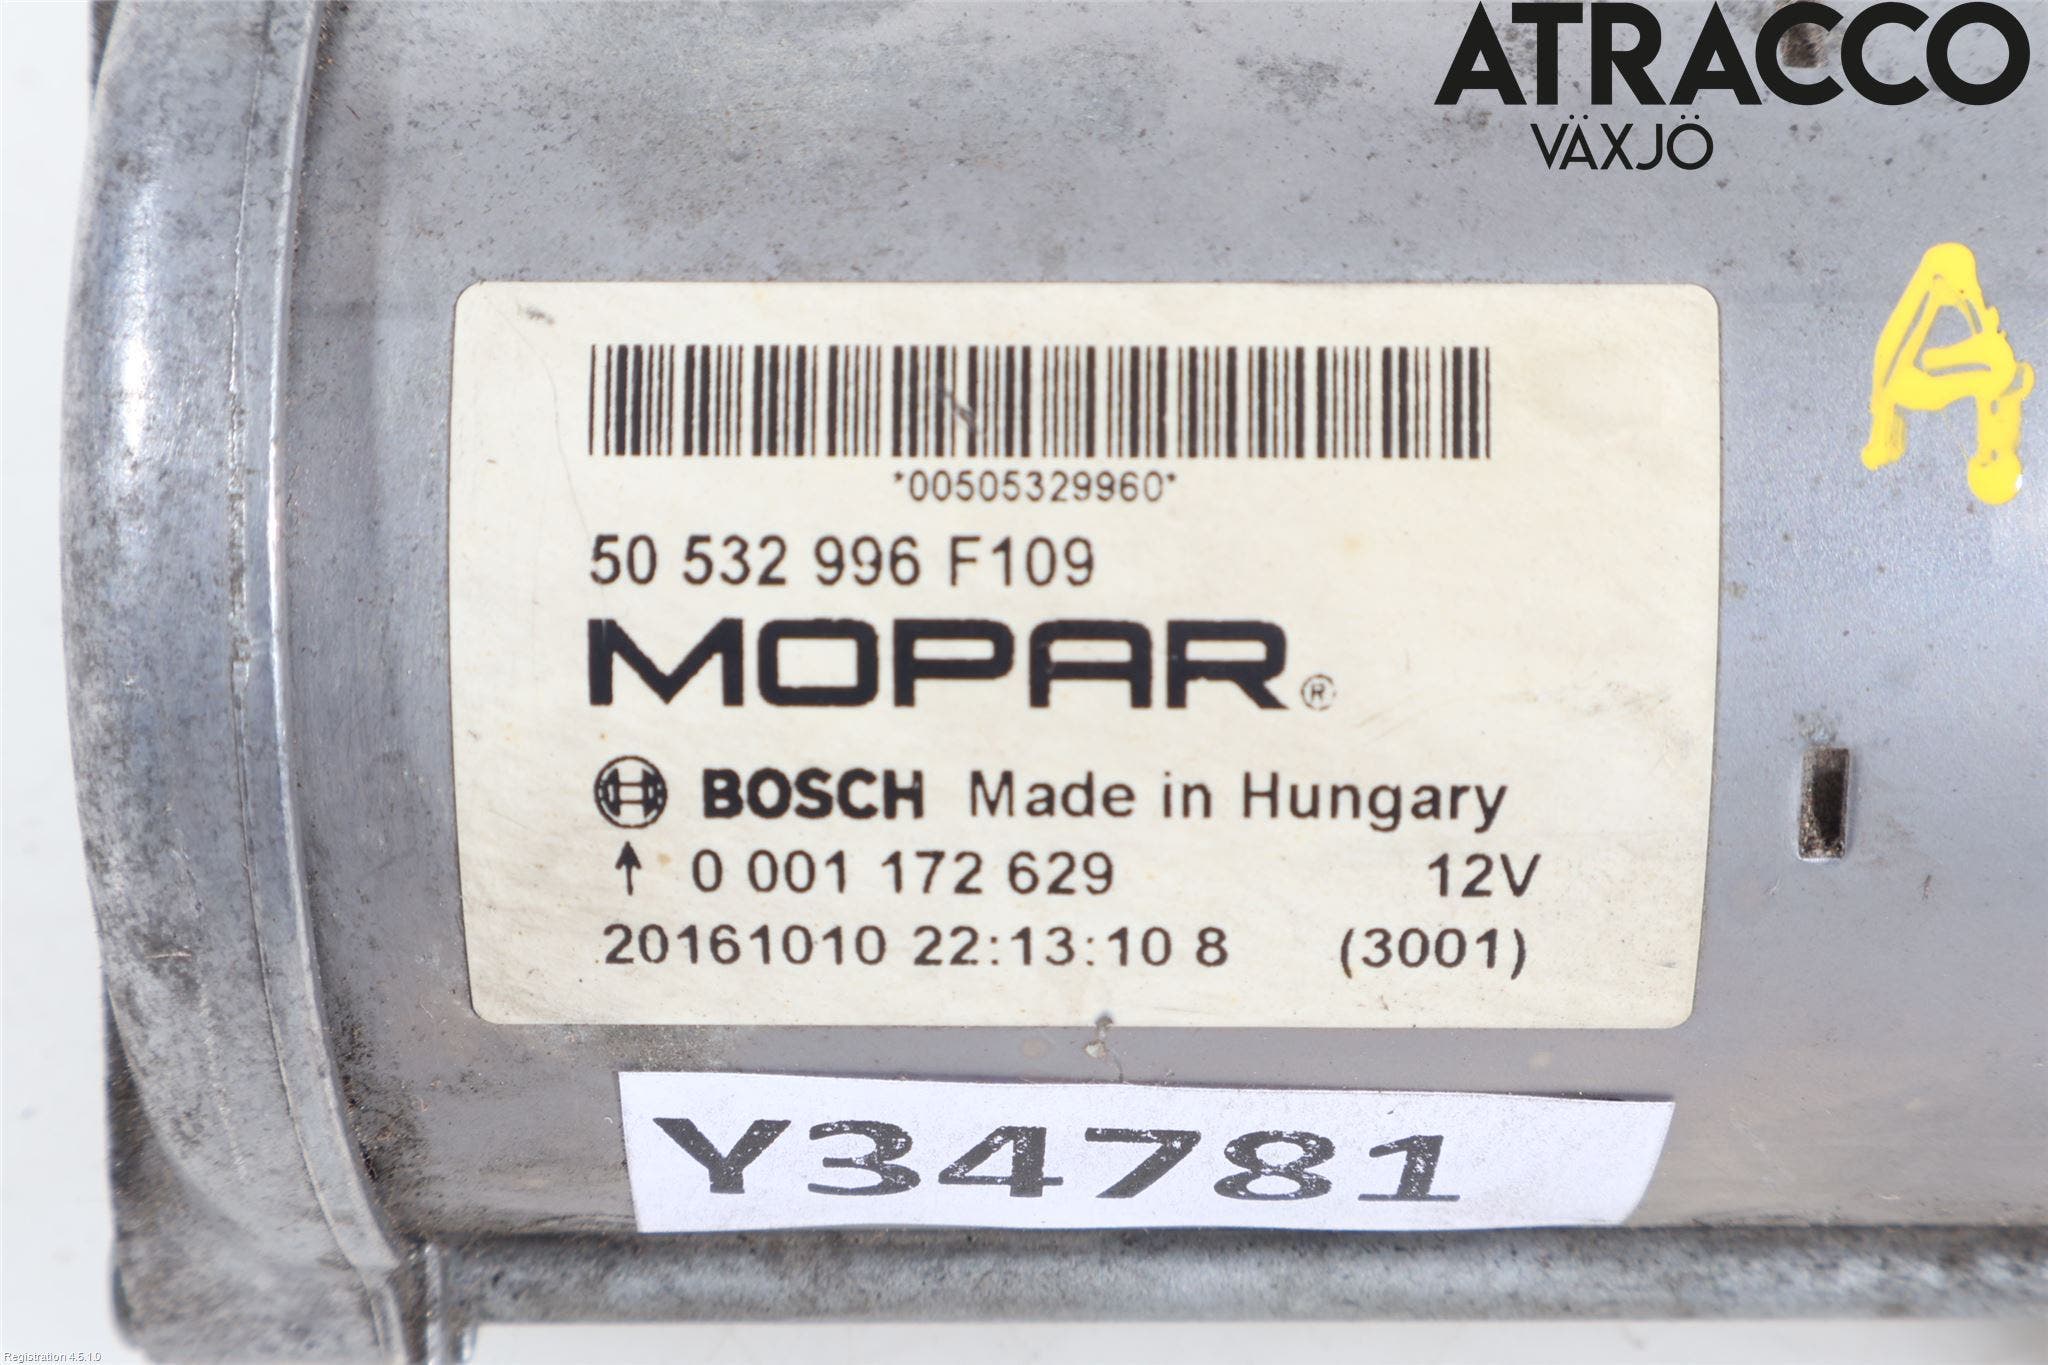 ATRACCO
VÄXJÖ
A
*00505329960*
50 532 996 F109
MOPAR®
BOSCH Made in Hungary
↑ 0 001 172 629 12V
20161010 22:13:10 8 (3001)
Y34781
Registration 4.5.1.0